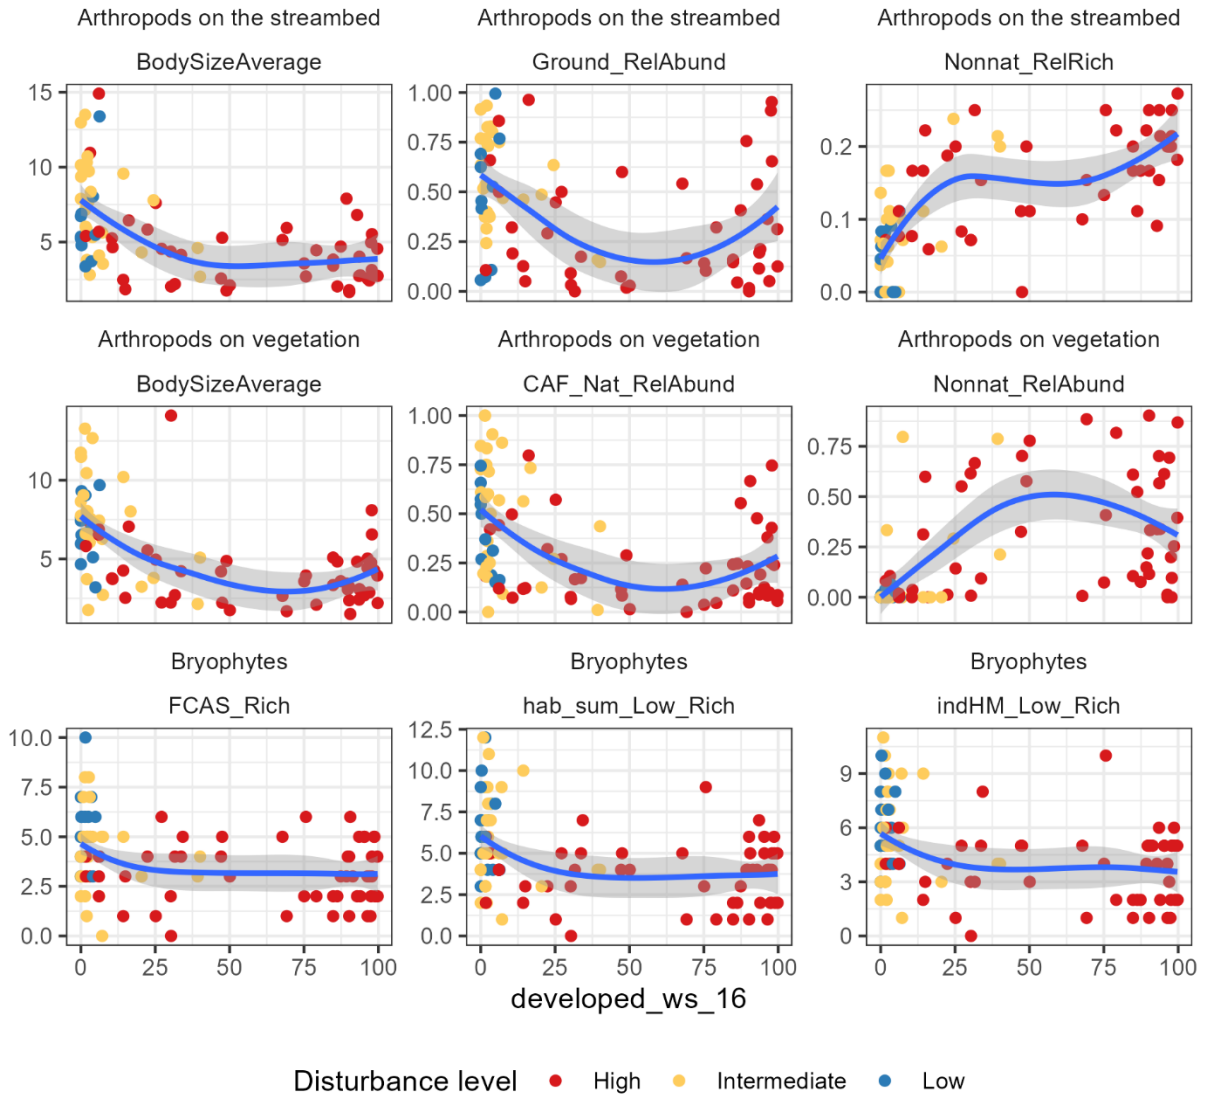 Arthropods on the streambed Arthropods on the streambed Arthropods on the streambed
BodySizeAverage Ground_RelAbund Nonnat_RelRich
15 1.00
0.75 0.2
10 0.50 0.1
5 0.25
0.00 0.0
Arthropods on vegetation Arthropods on vegetation Arthropods on vegetation
BodySizeAverage CAF_Nat_RelAbund Nonnat_RelAbund
1.00
0.75 0.75
10 0.50 0.50
5 0.25 0.25
0.00 0.00
Bryophytes Bryophytes Bryophytes
FCAS_Rich hab_sum_Low_Rich indHM_Low_Rich
10.0 12.5
7.5 10.0 9
5.0 7.5 6
2.5 5.0 3
0.0 2.5 0
0.0
0 25 50 75 100 0 25 50 75 100 0 25 50 75 100
developed_ws_16
Disturbance level High Intermediate Low